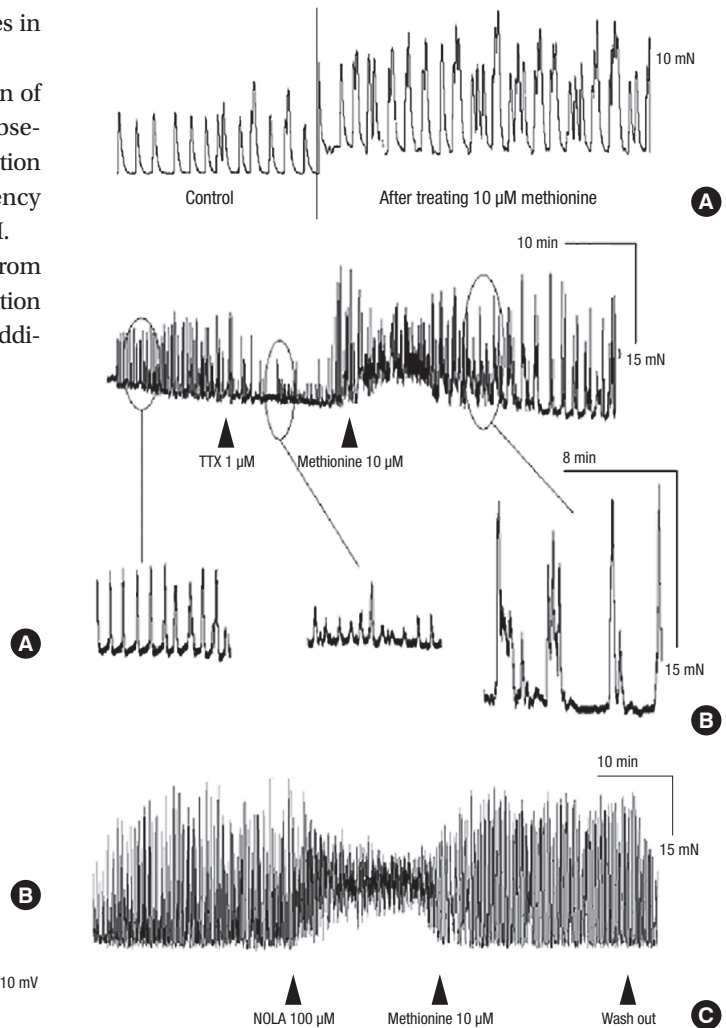 es in
n of
bse-
tion
ency
I.
rom
tion
ddi-
10 mN
Control
After treating 10 µM methionine
A
10 min
15 mN
TTX 1 µM
Methionine 10 µM
8 min
15 mN
A
B
10 min
15 mN
B
10 mV
NOLA 100 µM
Methionine 10 µM
Wash out
C